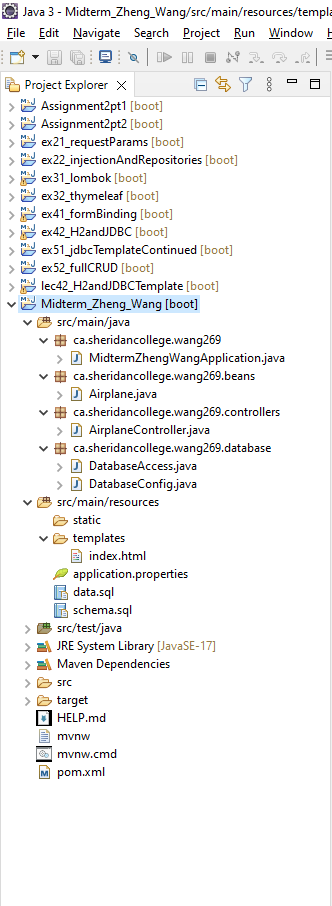 Java 3 - Midterm_Zheng_Wang/src/main/resources/templa
File Edit Navigate Search Project Run Window H
Project Explorer
Assignment2pt1 [boot]
Assignment2pt2 [boot]
ex21_requestParams [boot]
ex22_injectionAndRepositories [boot]
ex31_lombok [boot]
ex32_thymeleaf [boot]
ex41_formBinding [boot]
ex42_H2andJDBC [boot]
ex51_jdbcTemplateContinued [boot]
ex52_fullCRUD [boot]
lec42_H2andJDBCTemplate [boot]
Midterm_Zheng_Wang [boot]
src/main/java
ca.sheridancollege.wang269
MidtermZhengWangApplication.java
ca.sheridancollege.wang269.beans
Airplane.java
ca.sheridancollege.wang269.controllers
AirplaneController.java
ca.sheridancollege.wang269.database
DatabaseAccess.java
DatabaseConfig.java
src/main/resources
static
templates
index.html
application.properties
data.sql
schema.sql
src/test/java
JRE System Library [JavaSE-17]
Maven Dependencies
src
target
HELP.md
mvnw
mvnw.cmd
pom.xml